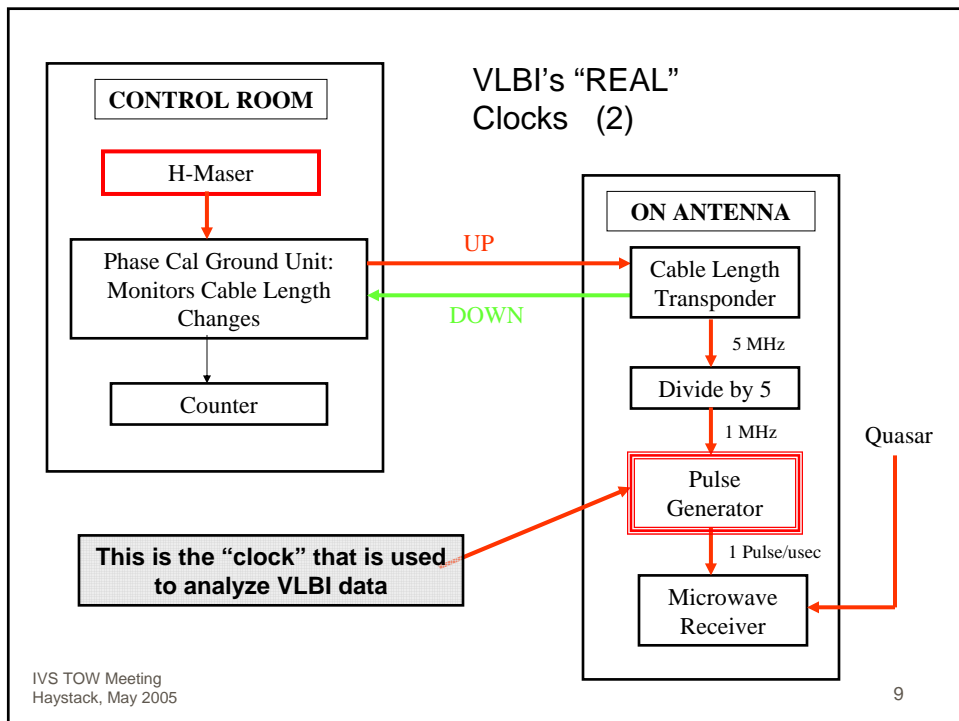 VLBI's “REAL”
Clocks (2)
CONTROL ROOM
H-Maser
Phase Cal Ground Unit:
Monitors Cable Length
Changes
Counter
UP
DOWN
ON ANTENNA
Cable Length
Transponder
5 MHz
Divide by 5
1 MHz
Pulse
Generator
1 Pulse/usec
Microwave
Receiver
Quasar
This is the “clock” that is used
to analyze VLBI data
IVS TOW Meeting
Haystack, May 2005
9